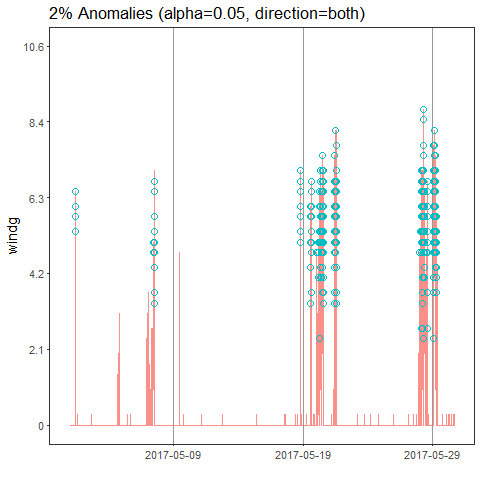 2% Anomalies (alpha=0.05, direction=both)
10.6
8.4
6.3
4.2
2.1
0
windg
2017-05-09 2017-05-19 2017-05-29